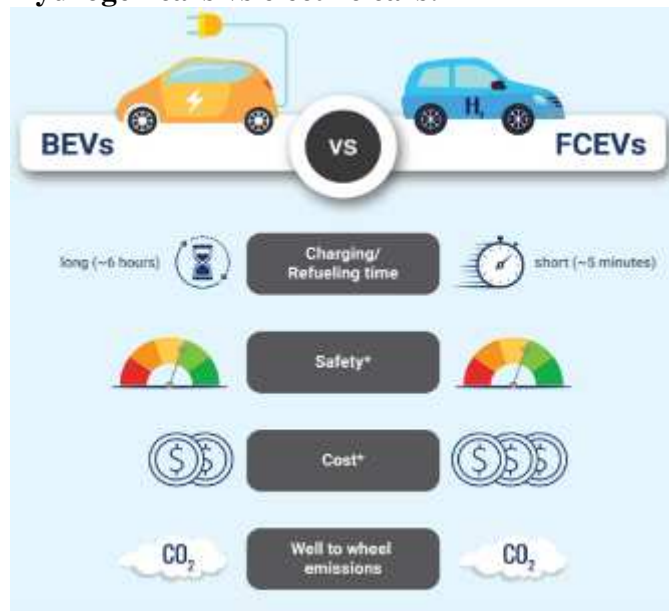 BEVs
VS
FCEVs
H₂
long (~6 hours)
Charging/
Refueling time
short (~5 minutes)
Safety*
$ $
Cost*
$ $ $
CO₂
Well to wheel
emissions
CO₂